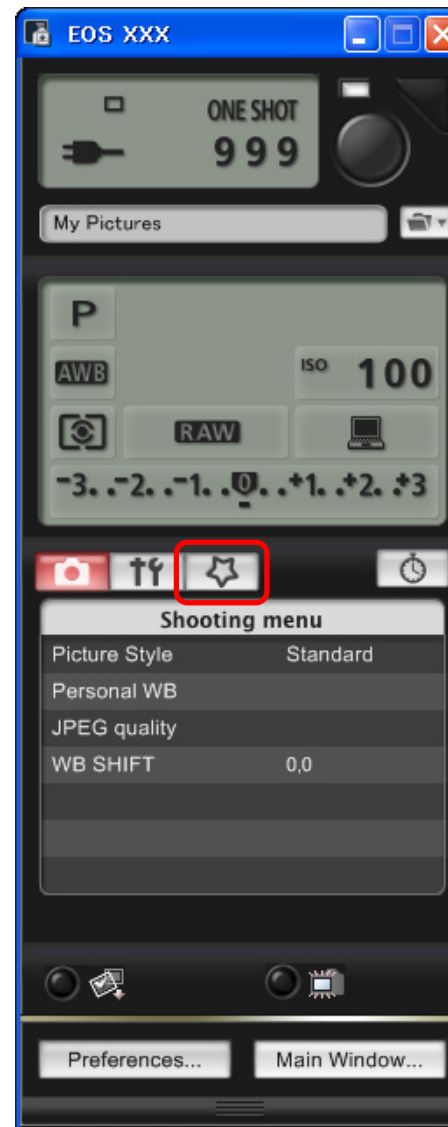 EOS XXX
ONE SHOT
999
My Pictures
P
AWB
ISO 100
RAW
-3. .-2. .-1. .0. .+1. .+2. .+3
Shooting menu
Picture Style Standard
Personal WB
JPEG quality
WB SHIFT 0,0
Preferences... Main Window...